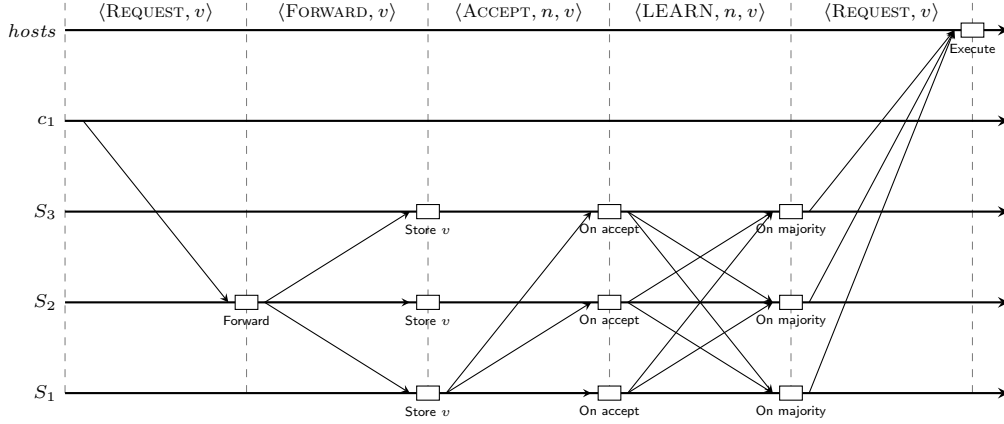 ⟨REQUEST, v⟩ ⟨FORWARD, v⟩ ⟨ACCEPT, n, v⟩ ⟨LEARN, n, v⟩ ⟨REQUEST, v⟩
hosts
Execute
c₁
S₃
Store v On accept On majority
S₂
Forward Store v On accept On majority
S₁
Store v On accept On majority